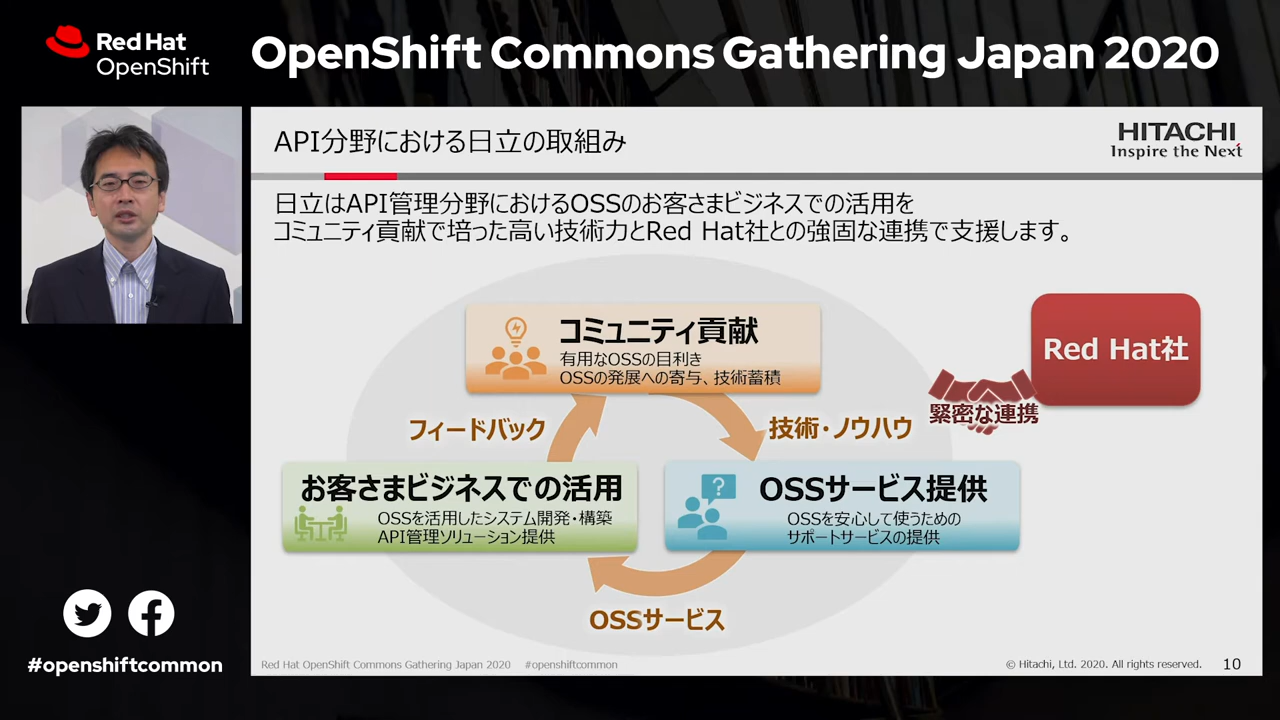 Red Hat
OpenShift
OpenShift Commons Gathering Japan 2020
API分野における日立の取組み
HITACHI
Inspire the Next
日立はAPI管理分野におけるOSSのお客さまビジネスでの活用を
コミュニティ貢献で培った高い技術力とRed Hat社との強固な連携で支援します。
コミュニティ貢献
有用なOSSの目利き
OSSの発展への寄与、技術蓄積
Red Hat社
緊密な連携
フィードバック
技術・ノウハウ
お客さまビジネスでの活用
OSSを活用したシステム開発・構築
API管理ソリューション提供
OSSサービス提供
OSSを安心して使うための
サポートサービスの提供
OSSサービス
#openshiftcommon
Red Hat OpenShift Commons Gathering Japan 2020 #openshiftcommon
© Hitachi, Ltd. 2020. All rights reserved. 10